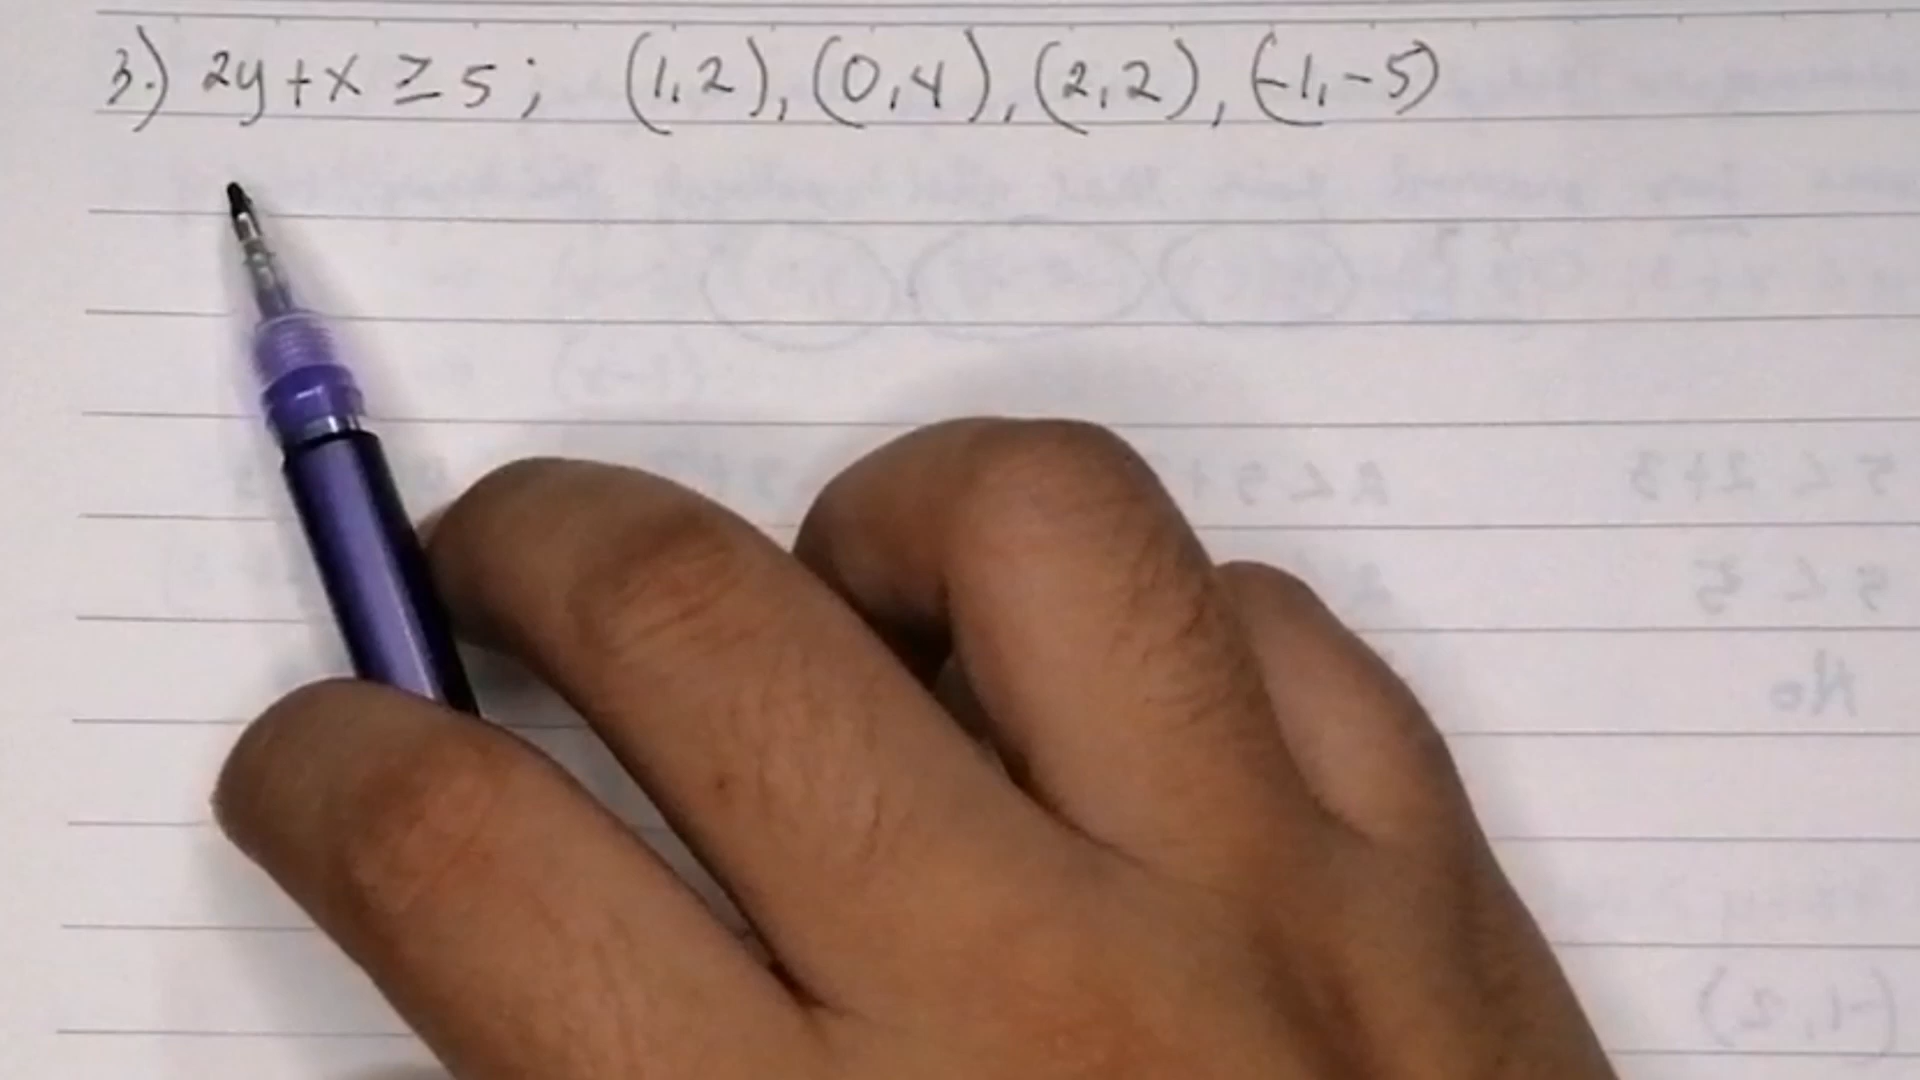 3.) 2y+x ≥ 5; (1,2), (0,4), (2,2), (-1,-5)